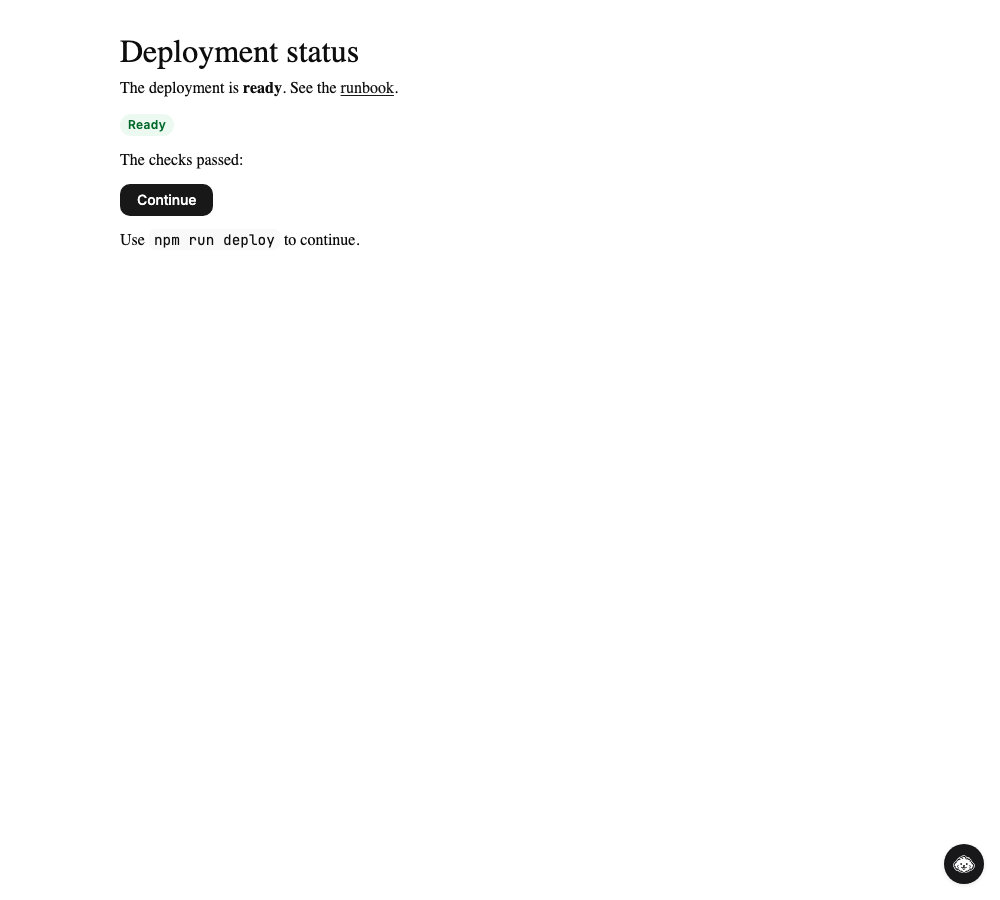 Deployment status
The deployment is ready. See the runbook.
Ready
The checks passed:
Continue
Use npm run deploy to continue.